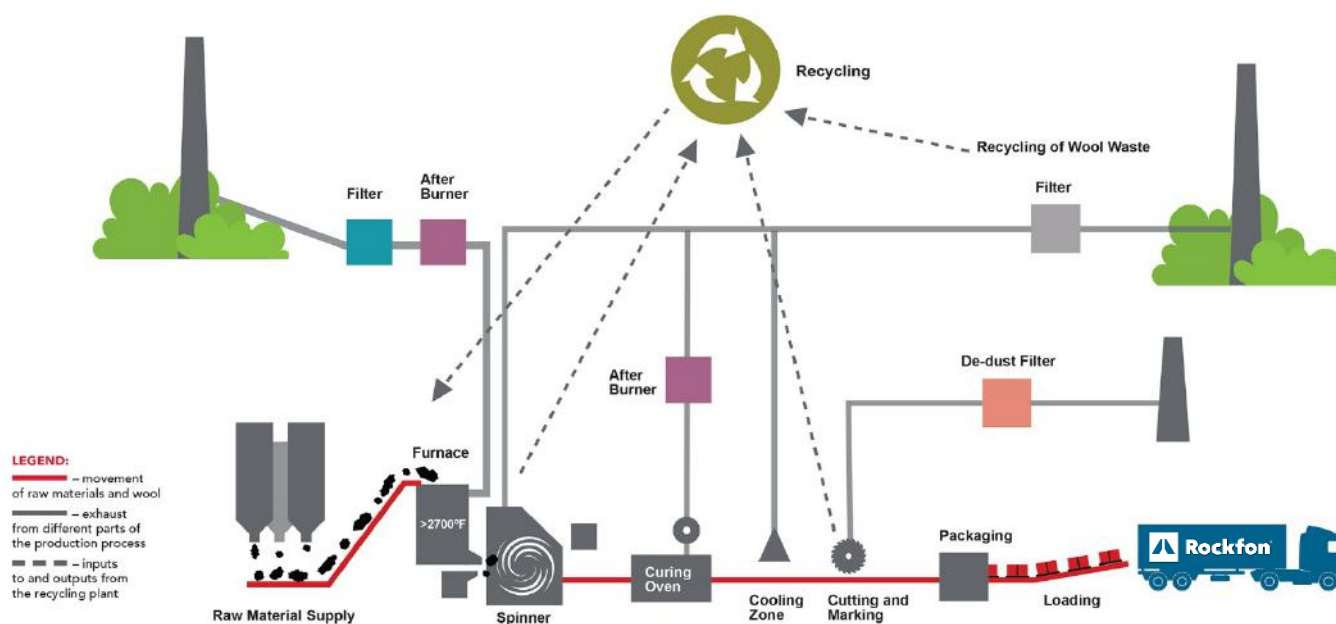 Recycling
Recycling of Wool Waste
Filter
After
Burner
Filter
After
Burner
De-dust Filter
Furnace
>2700ºF
LEGEND:
– movement
of raw materials and wool
– exhaust
from different parts of
the production process
– inputs
to and outputs from
the recycling plant
Raw Material Supply
Spinner
Curing
Oven
Cooling
Zone
Cutting and
Marking
Packaging
Loading
Rockfon